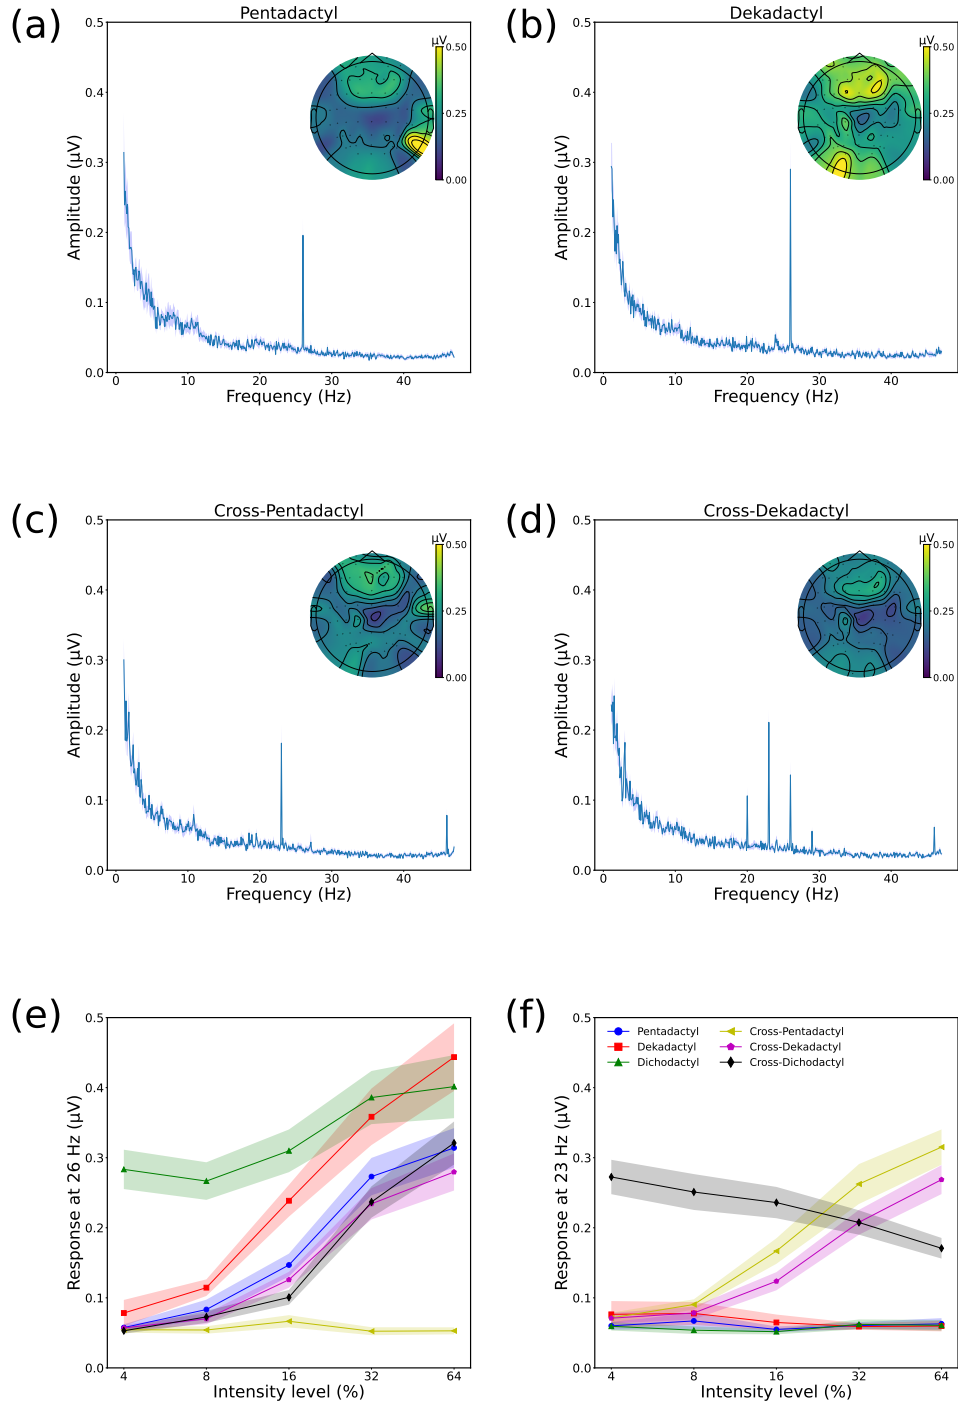 (a)
Pentadactyl
0.5
0.4
0.3
0.2
0.1
0.0
Amplitude (µV)
0 10 20 30 40
Frequency (Hz)
µV
0.50
0.25
0.00
(b)
Dekadactyl
0.5
0.4
0.3
0.2
0.1
0.0
Amplitude (µV)
0 10 20 30 40
Frequency (Hz)
µV
0.50
0.25
0.00
(c)
Cross-Pentadactyl
0.5
0.4
0.3
0.2
0.1
0.0
Amplitude (µV)
0 10 20 30 40
Frequency (Hz)
µV
0.50
0.25
0.00
(d)
Cross-Dekadactyl
0.5
0.4
0.3
0.2
0.1
0.0
Amplitude (µV)
0 10 20 30 40
Frequency (Hz)
µV
0.50
0.25
0.00
(e)
0.5
0.4
0.3
0.2
0.1
0.0
Response at 26 Hz (µV)
4 8 16 32 64
Intensity level (%)
(f)
0.5
0.4
0.3
0.2
0.1
0.0
Response at 23 Hz (µV)
Pentadactyl
Dekadactyl
Dichodactyl
Cross-Pentadactyl
Cross-Dekadactyl
Cross-Dichodactyl
4 8 16 32 64
Intensity level (%)